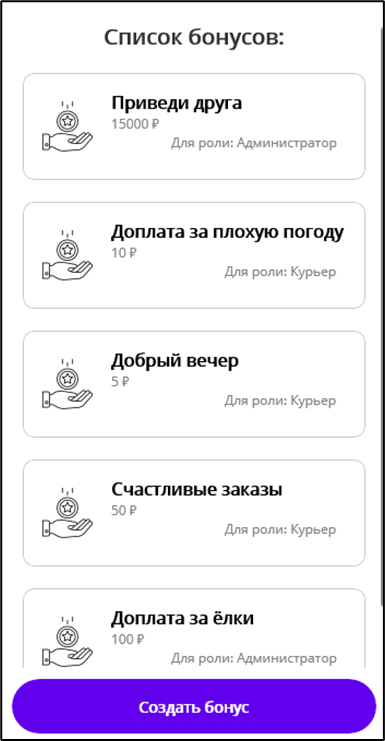 Список бонусов:
Приведи друга
15000 ₽
Для роли: Администратор
Доплата за плохую погоду
10 ₽
Для роли: Курьер
Добрый вечер
5 ₽
Для роли: Курьер
Счастливые заказы
50 ₽
Для роли: Курьер
Доплата за ёлки
100 ₽
Для роли: Администратор
Создать бонус